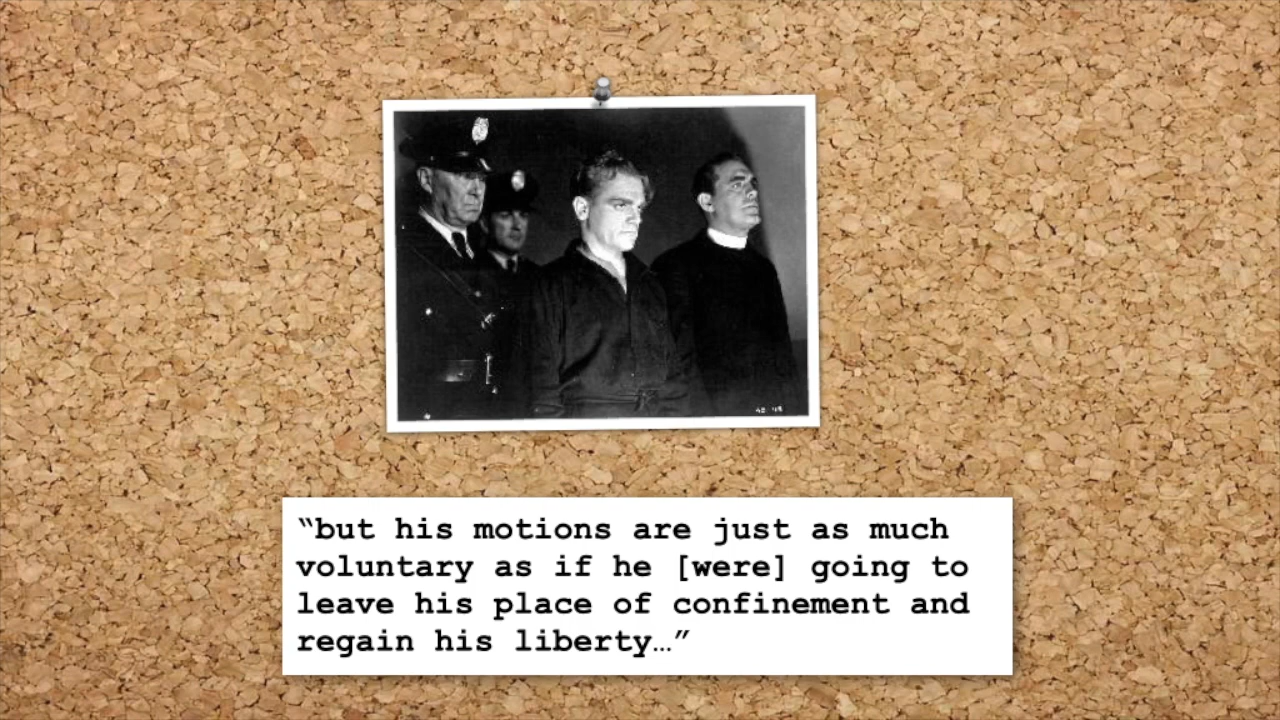 “but his motions are just as much
voluntary as if he [were] going to
leave his place of confinement and
regain his liberty…”